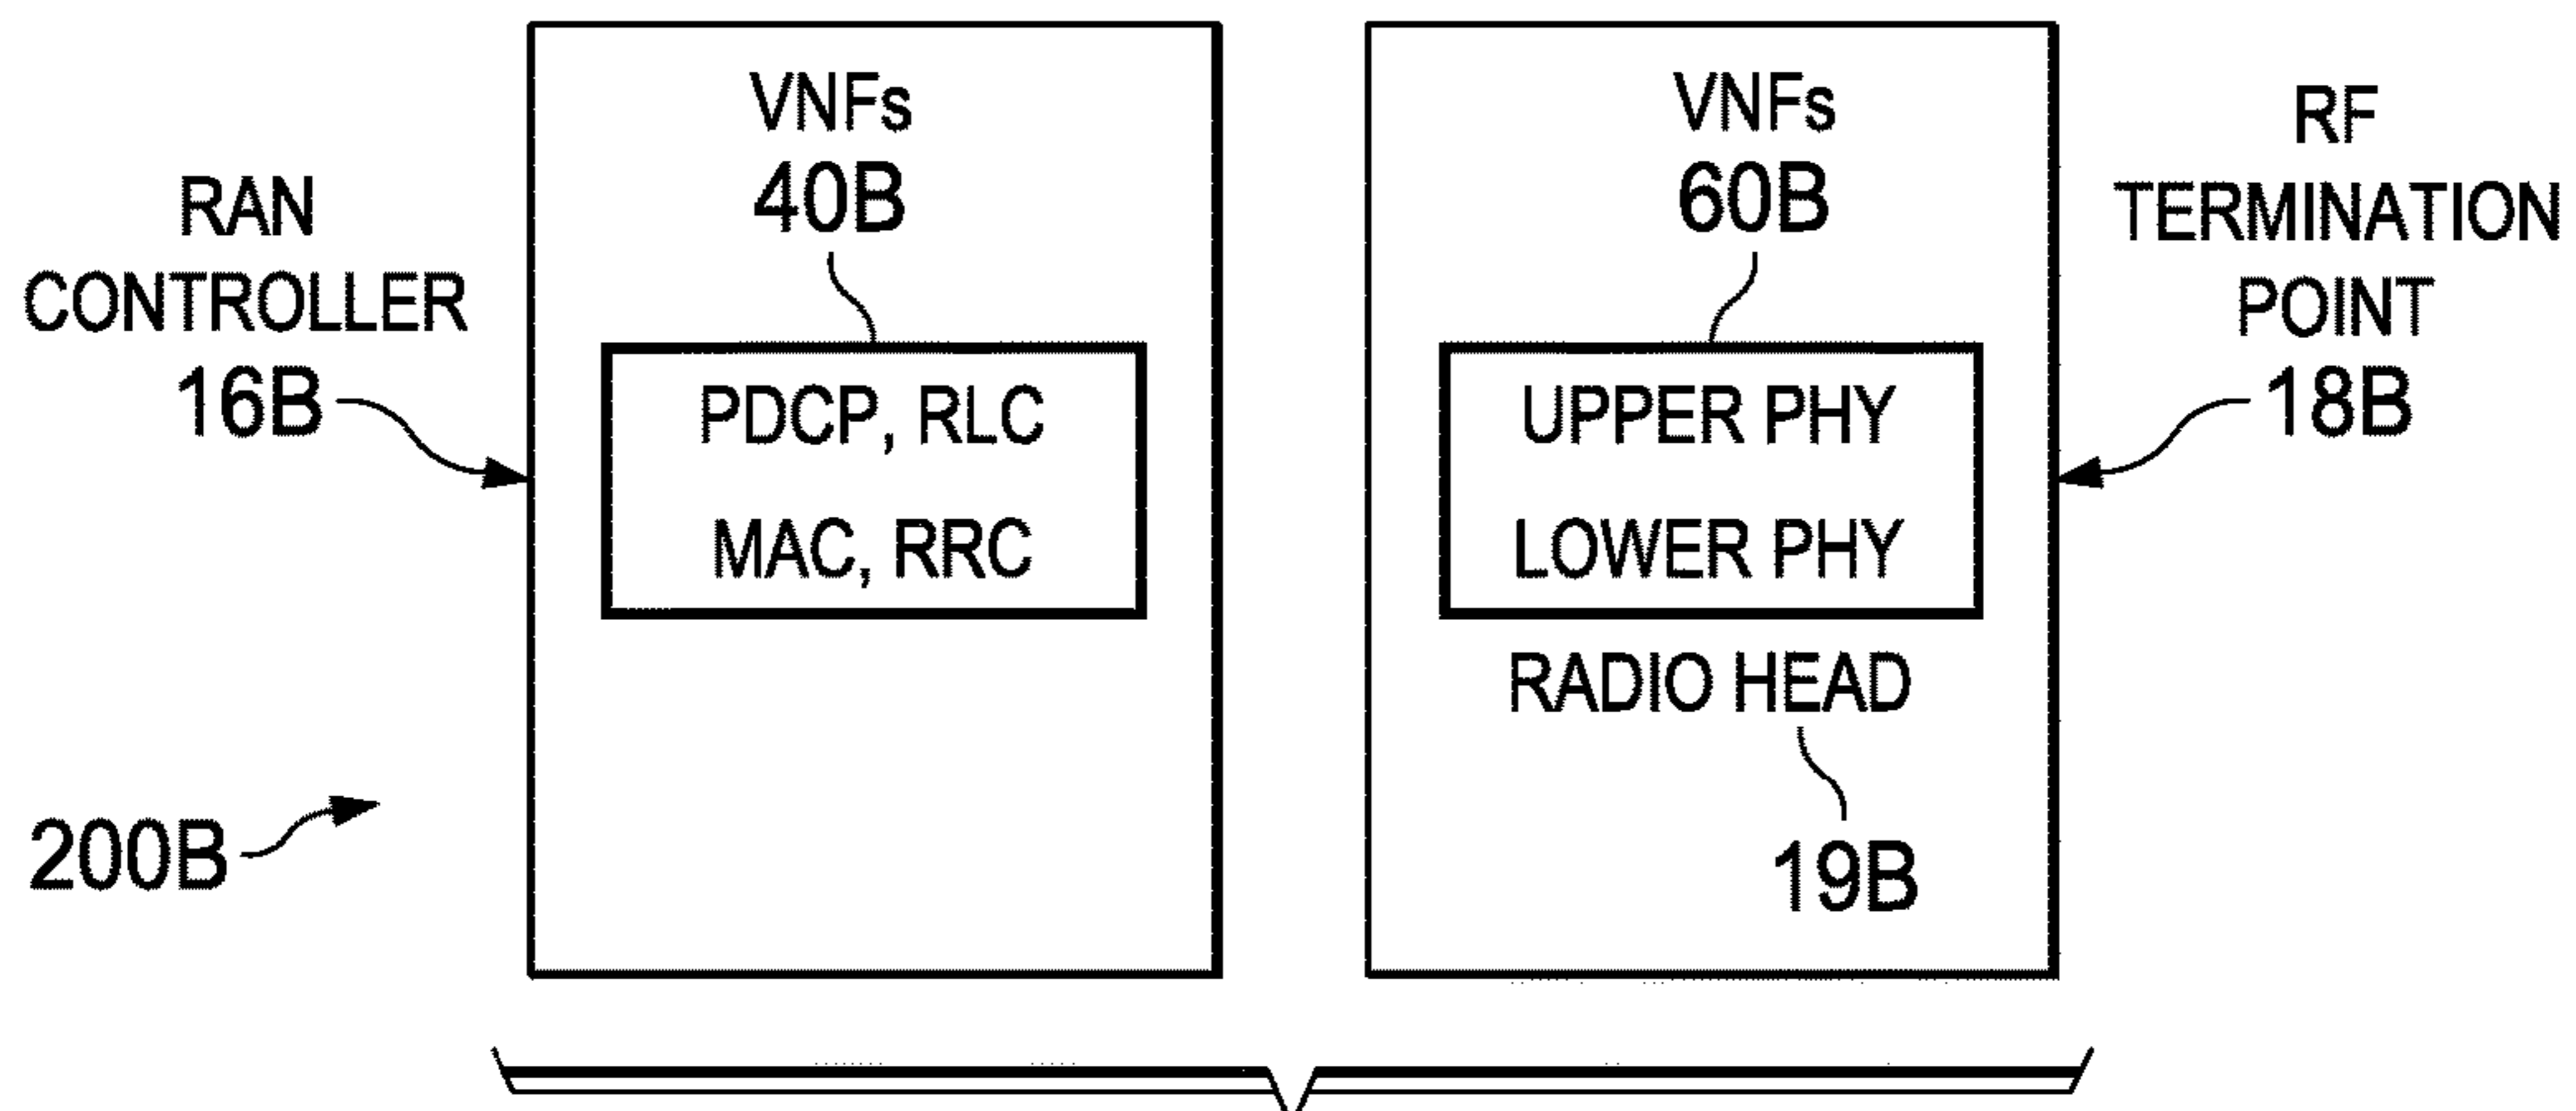 RAN
CONTROLLER
16B
200B
VNFs
40B
PDCP, RLC
MAC, RRC
VNFs
60B
UPPER PHY
LOWER PHY
RADIO HEAD
19B
RF
TERMINATION
POINT
18B